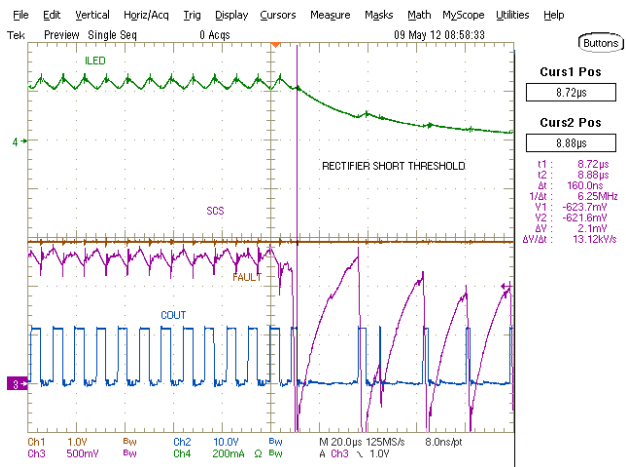 File Edit Vertical Horiz/Acq Trig Display Cursors Measure Masks Math MyScope Utilities Help
Tek Preview Single Seq 0 Acqs 09 May 12 08:58:33
Buttons
ILED
Curs1 Pos
8.72µs
Curs2 Pos
8.88µs
4
RECTIFIER SHORT THRESHOLD
t1: 8.72µs
t2: 8.88µs
Δt: 160.0ns
1/Δt: 6.25MHz
V1: -623.7mV
V2: -621.6mV
ΔV: 2.1mV
ΔV/Δt: 13.12kV/s
SCS
FAULT
COUT
3
Ch1 1.0V Bw Ch2 10.0V Bw M 20.0µs 125MS/s 8.0ns/pt
Ch3 500mV Bw Ch4 200mA Ω Bw A Ch3 \ 1.0V